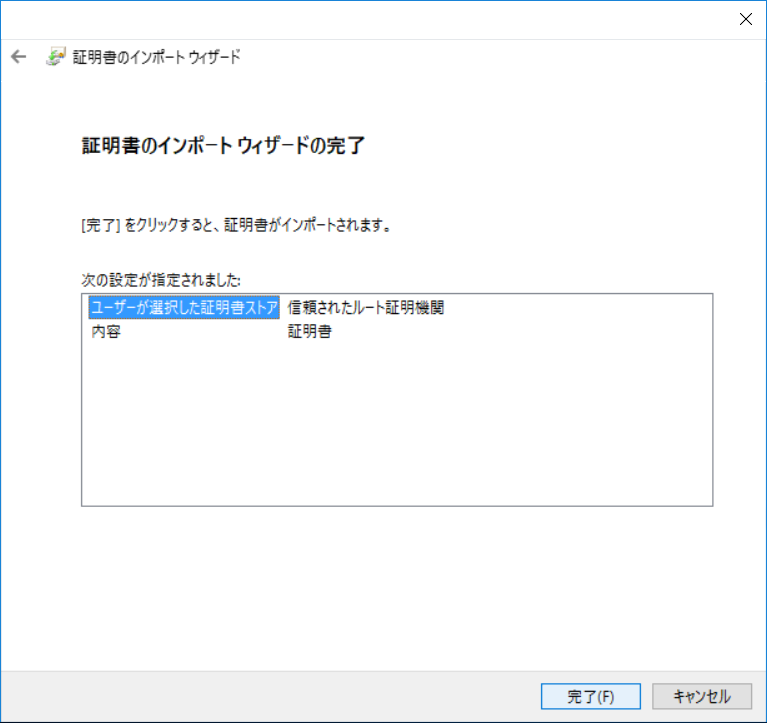 証明書のインポート ウィザード
証明書のインポート ウィザードの完了
[完了] をクリックすると、証明書がインポートされます。
次の設定が指定されました:
ユーザーが選択した証明書ストア 信頼されたルート証明機関
内容 証明書
完了(F) キャンセル